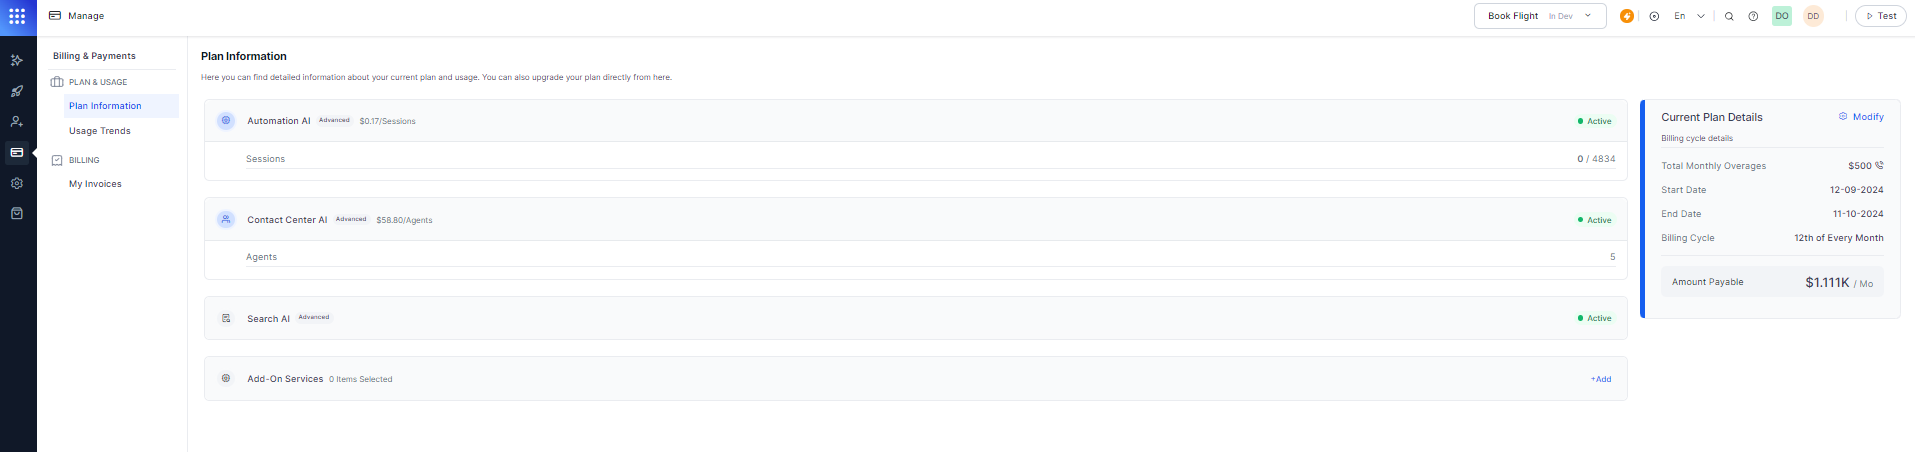 Manage
Book Flight In Dev
En
DO
DD
Test
Billing & Payments
PLAN & USAGE
Plan Information
Usage Trends
BILLING
My Invoices
Plan Information
Here you can find detailed information about your current plan and usage. You can also upgrade your plan directly from here.
Automation AI Advanced $0.17/Sessions Active
Sessions 0 / 4834
Contact Center AI Advanced $58.80/Agents Active
Agents 5
Search AI Advanced Active
Add-On Services 0 Items Selected +Add
Current Plan Details Modify
Billing cycle details
Total Monthly Overages $500
Start Date 12-09-2024
End Date 11-10-2024
Billing Cycle 12th of Every Month
Amount Payable $1.111K / Mo